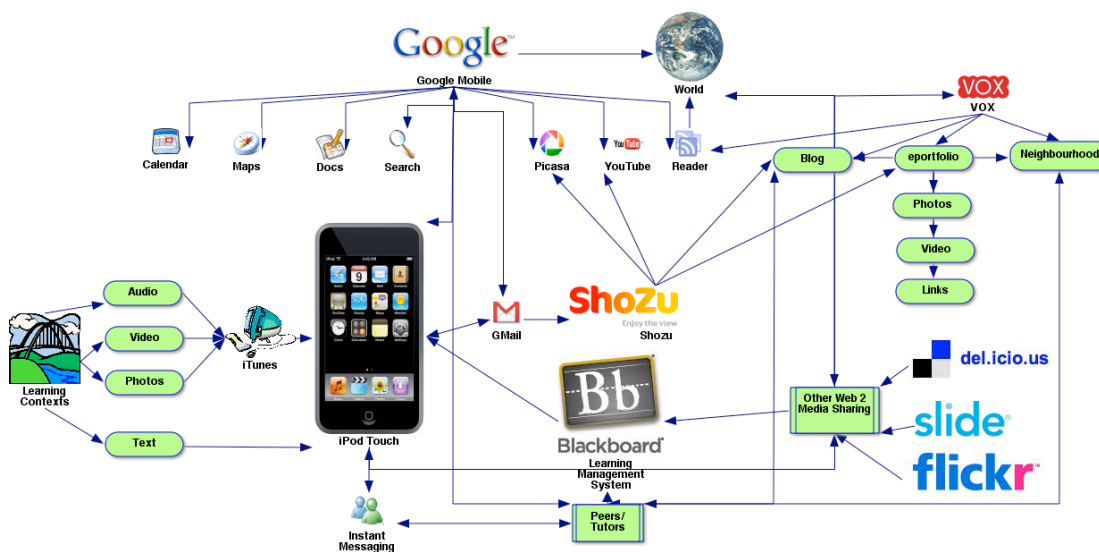 Google™
Google Mobile
World
VOX
VOX
Calendar
Maps
Docs
Search
Picasa
YouTube
YouTube
Reader
Blog
eportfolio
Neighbourhood
Photos
Video
Links
Audio
Video
Photos
Text
Learning
Contexts
iTunes
iPod Touch
GMail
ShoZu
Enjoy the view
Shozu
Bb
Blackboard
Learning
Management
System
Other Web 2
Media Sharing
del.icio.us
slide
flickr
Instant
Messaging
Peers/
Tutors